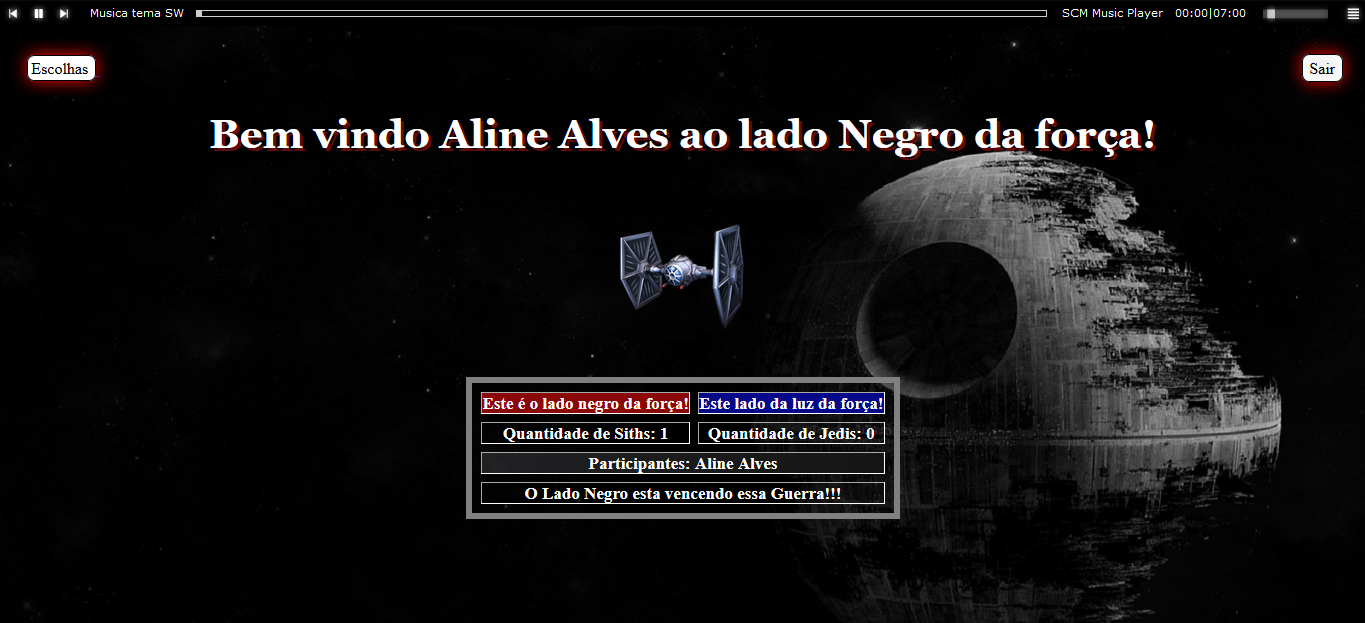 Musica tema SW SCM Music Player 00:00|07:00
Escolhas Sair
Bem vindo Aline Alves ao lado Negro da força!
Este é o lado negro da força! Este lado da luz da força!
Quantidade de Siths: 1 Quantidade de Jedis: 0
Participantes: Aline Alves
O Lado Negro esta vencendo essa Guerra!!!